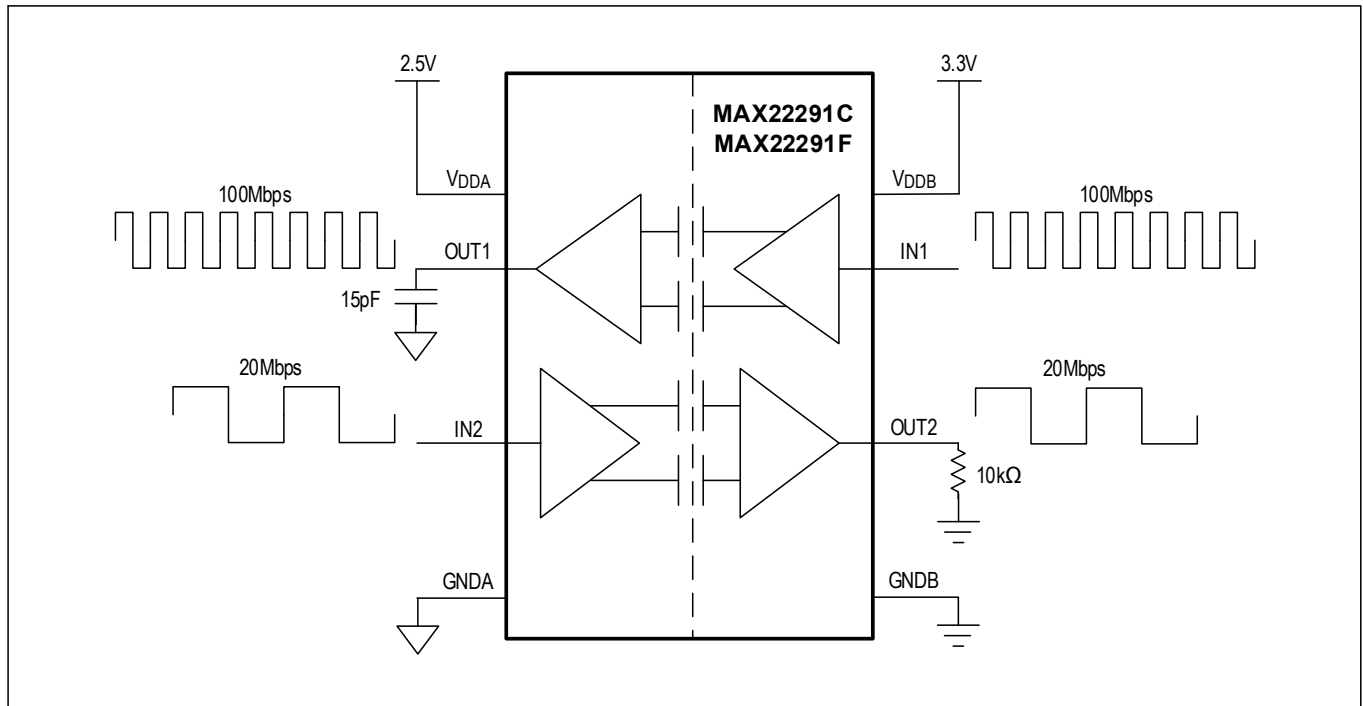 2.5V
3.3V
MAX22291C
MAX22291F
VDDA
VDDB
100Mbps
100Mbps
OUT1
IN1
15pF
20Mbps
20Mbps
IN2
OUT2
10kΩ
GNDA
GNDB